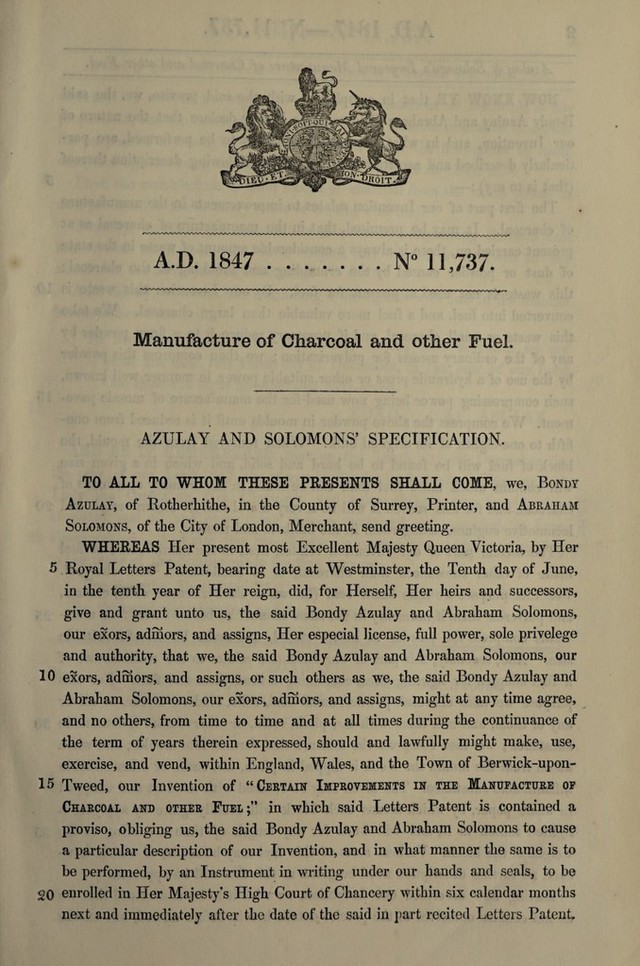 DIEU · ET · MON · DROIT.
A.D. 1847 . . . . . . . N° 11,737.
Manufacture of Charcoal and other Fuel.
AZULAY AND SOLOMONS' SPECIFICATION.
TO ALL TO WHOM THESE PRESENTS SHALL COME, we, BONDY
AZULAY, of Rotherhithe, in the County of Surrey, Printer, and ABRAHAM
SOLOMONS, of the City of London, Merchant, send greeting.
WHEREAS Her present most Excellent Majesty Queen Victoria, by Her
5 Royal Letters Patent, bearing date at Westminster, the Tenth day of June,
in the tenth year of Her reign, did, for Herself, Her heirs and successors,
give and grant unto us, the said Bondy Azulay and Abraham Solomons,
our exors, admors, and assigns, Her especial license, full power, sole privelege
and authority, that we, the said Bondy Azulay and Abraham Solomons, our
10 exors, admors, and assigns, or such others as we, the said Bondy Azulay and
Abraham Solomons, our exors, admors, and assigns, might at any time agree,
and no others, from time to time and at all times during the continuance of
the term of years therein expressed, should and lawfully might make, use,
exercise, and vend, within England, Wales, and the Town of Berwick-upon-
15 Tweed, our Invention of "CERTAIN IMPROVEMENTS IN THE MANUFACTURE OF
CHARCOAL AND OTHER FUEL;" in which said Letters Patent is contained a
proviso, obliging us, the said Bondy Azulay and Abraham Solomons to cause
a particular description of our Invention, and in what manner the same is to
be performed, by an Instrument in writing under our hands and seals, to be
20 enrolled in Her Majesty's High Court of Chancery within six calendar months
next and immediately after the date of the said in part recited Letters Patent.